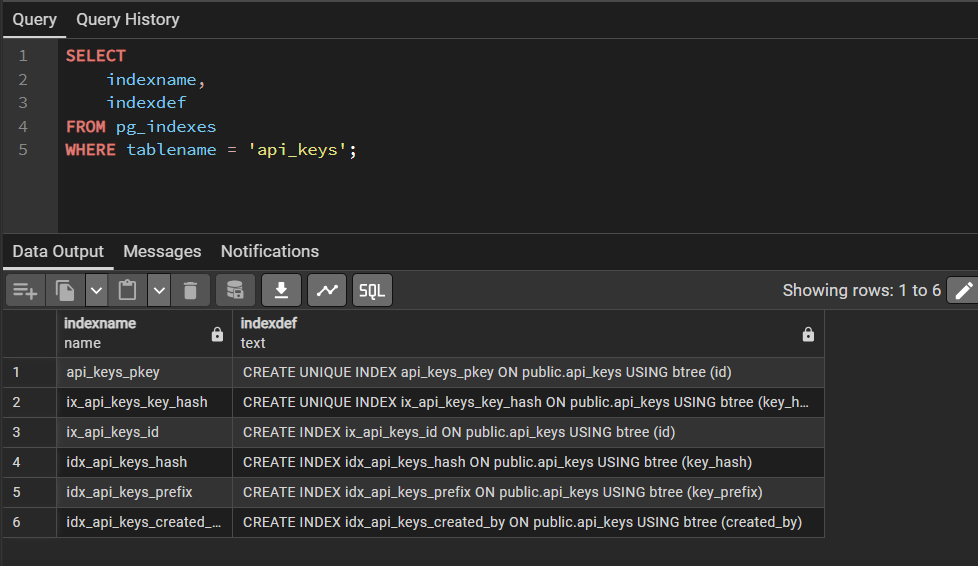 Query Query History
1 SELECT
2 indexname,
3 indexdef
4 FROM pg_indexes
5 WHERE tablename = 'api_keys';
Data Output Messages Notifications
SQL Showing rows: 1 to 6
indexname indexdef
name text
1 api_keys_pkey CREATE UNIQUE INDEX api_keys_pkey ON public.api_keys USING btree (id)
2 ix_api_keys_key_hash CREATE UNIQUE INDEX ix_api_keys_key_hash ON public.api_keys USING btree (key_h...
3 ix_api_keys_id CREATE INDEX ix_api_keys_id ON public.api_keys USING btree (id)
4 idx_api_keys_hash CREATE INDEX idx_api_keys_hash ON public.api_keys USING btree (key_hash)
5 idx_api_keys_prefix CREATE INDEX idx_api_keys_prefix ON public.api_keys USING btree (key_prefix)
6 idx_api_keys_created_... CREATE INDEX idx_api_keys_created_by ON public.api_keys USING btree (created_by)